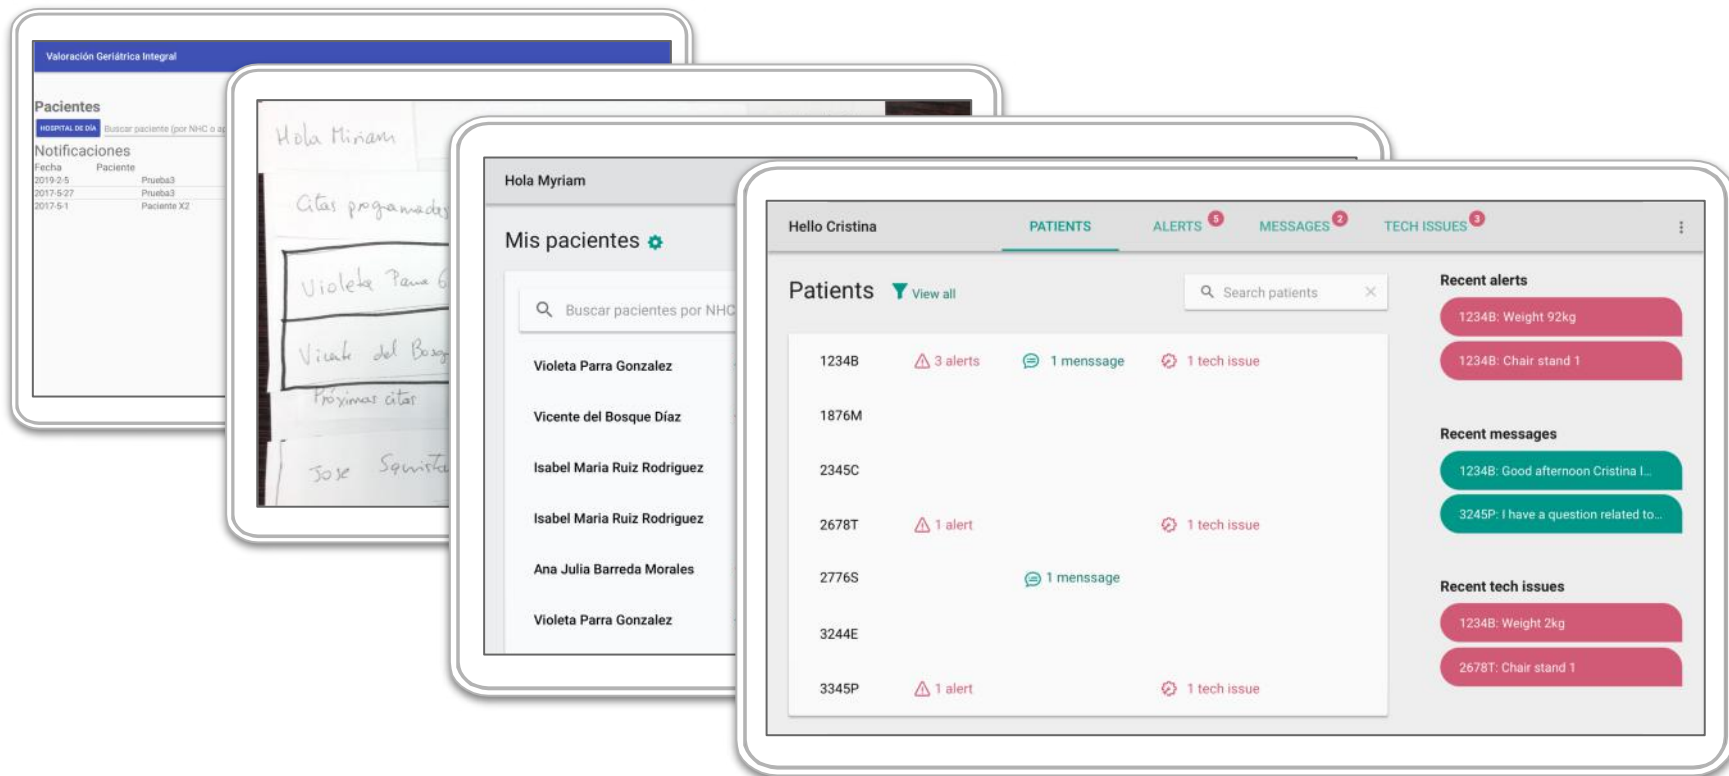 Valoración Geriátrica Integral
Pacientes
HOSPITAL DE DÍA Buscar paciente (por NHC o ap
Notificaciones
Fecha Paciente
2019-2-5 Prueba3
2017-5-27 Prueba3
2017-5-1 Paciente X2
Hola Miriam
Citas programadas
Violeta Parra 6
Vicente del Bosq
Próximas citas
Jose
Hola Myriam
Mis pacientes
Buscar pacientes por NHC
Violeta Parra Gonzalez
Vicente del Bosque Díaz
Isabel Maria Ruiz Rodriguez
Isabel Maria Ruiz Rodriguez
Ana Julia Barreda Morales
Violeta Parra Gonzalez
Hello Cristina PATIENTS ALERTS 5 MESSAGES 2 TECH ISSUES 3
Patients View all Search patients
1234B 3 alerts 1 menssage 1 tech issue
1876M
2345C
2678T 1 alert 1 tech issue
2776S 1 menssage
3244E
3345P 1 alert 1 tech issue
Recent alerts
1234B: Weight 92kg
1234B: Chair stand 1
Recent messages
1234B: Good afternoon Cristina I...
3245P: I have a question related to...
Recent tech issues
1234B: Weight 2kg
2678T: Chair stand 1